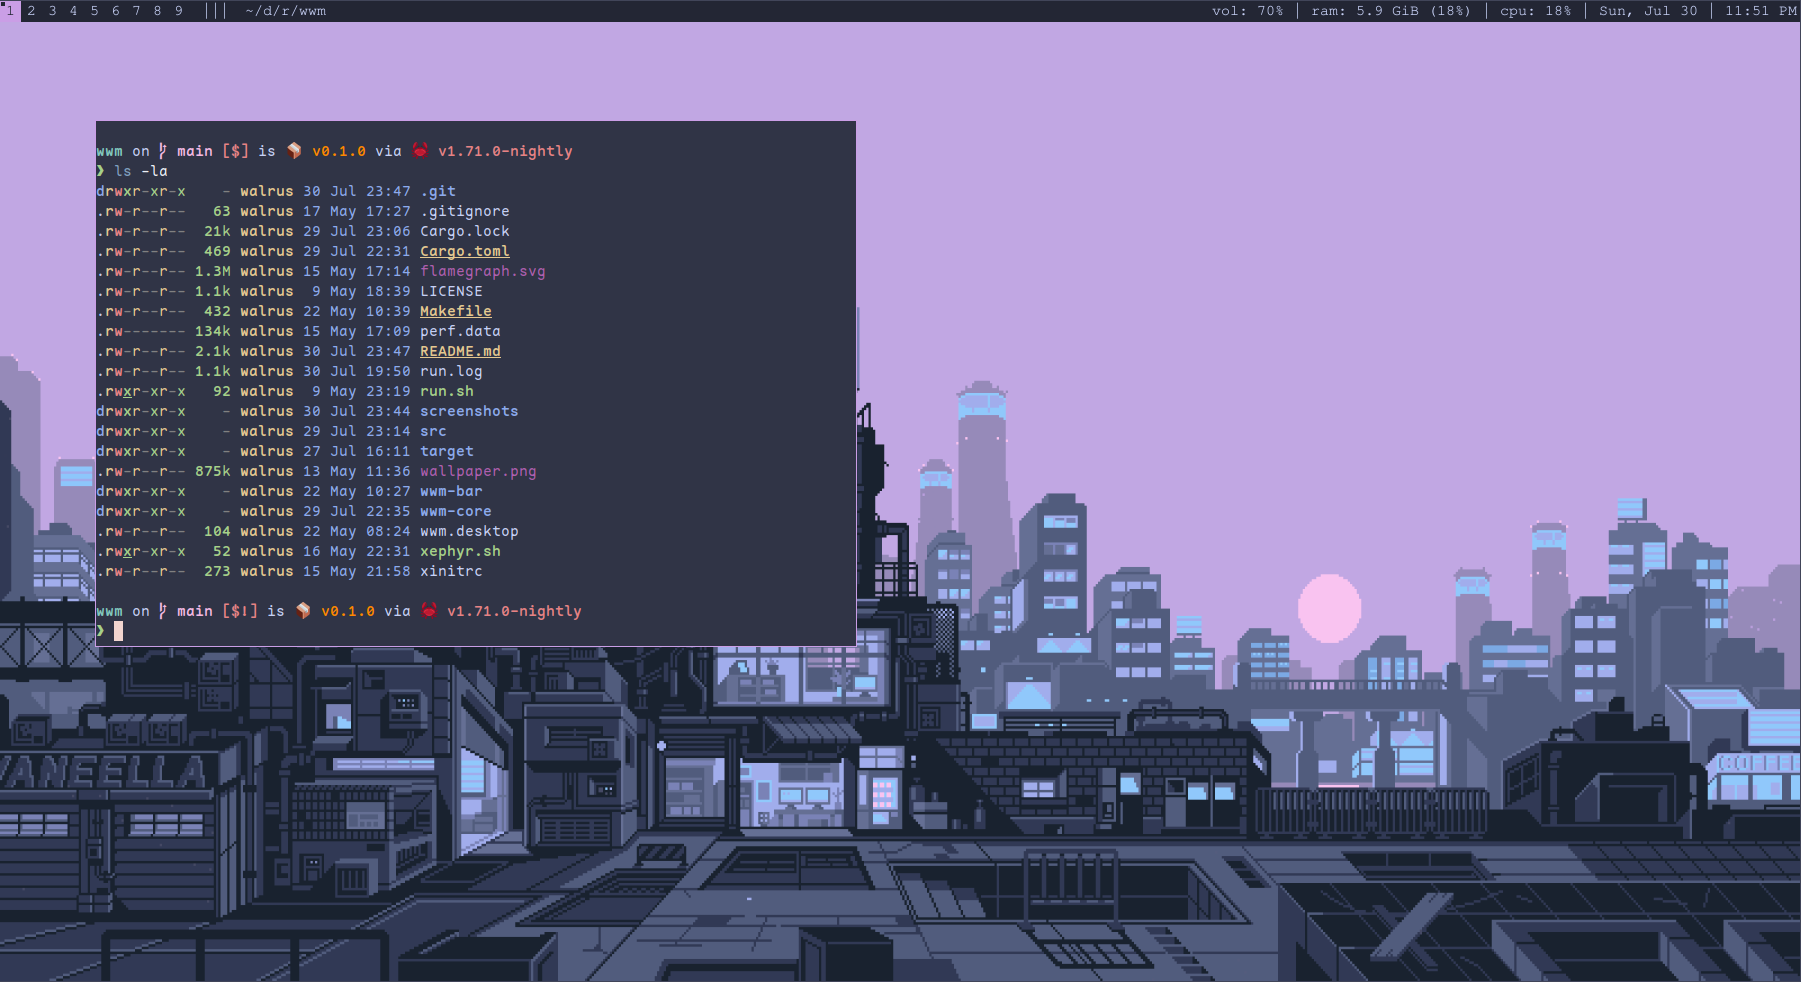 1 2 3 4 5 6 7 8 9 ||| ~/d/r/wwm vol: 70% | ram: 5.9 GiB (18%) | cpu: 18% | Sun, Jul 30 | 11:51 PM
wwm on main [$] is v0.1.0 via v1.71.0-nightly
❯ ls -la
drwxr-xr-x - walrus 30 Jul 23:47 .git
.rw-r--r-- 63 walrus 17 May 17:27 .gitignore
.rw-r--r-- 21k walrus 29 Jul 23:06 Cargo.lock
.rw-r--r-- 469 walrus 29 Jul 22:31 Cargo.toml
.rw-r--r-- 1.3M walrus 15 May 17:14 flamegraph.svg
.rw-r--r-- 1.1k walrus 9 May 18:39 LICENSE
.rw-r--r-- 432 walrus 22 May 10:39 Makefile
.rw------- 134k walrus 15 May 17:09 perf.data
.rw-r--r-- 2.1k walrus 30 Jul 23:47 README.md
.rw-r--r-- 1.1k walrus 30 Jul 19:50 run.log
.rwxr-xr-x 92 walrus 9 May 23:19 run.sh
drwxr-xr-x - walrus 30 Jul 23:44 screenshots
drwxr-xr-x - walrus 29 Jul 23:14 src
drwxr-xr-x - walrus 27 Jul 16:11 target
.rw-r--r-- 875k walrus 13 May 11:36 wallpaper.png
drwxr-xr-x - walrus 22 May 10:27 wwm-bar
drwxr-xr-x - walrus 29 Jul 22:35 wwm-core
.rw-r--r-- 104 walrus 22 May 08:24 wwm.desktop
.rwxr-xr-x 52 walrus 16 May 22:31 xephyr.sh
.rw-r--r-- 273 walrus 15 May 21:58 xinitrc
wwm on main [$!] is v0.1.0 via v1.71.0-nightly
❯
VANEELLA
COFFEE